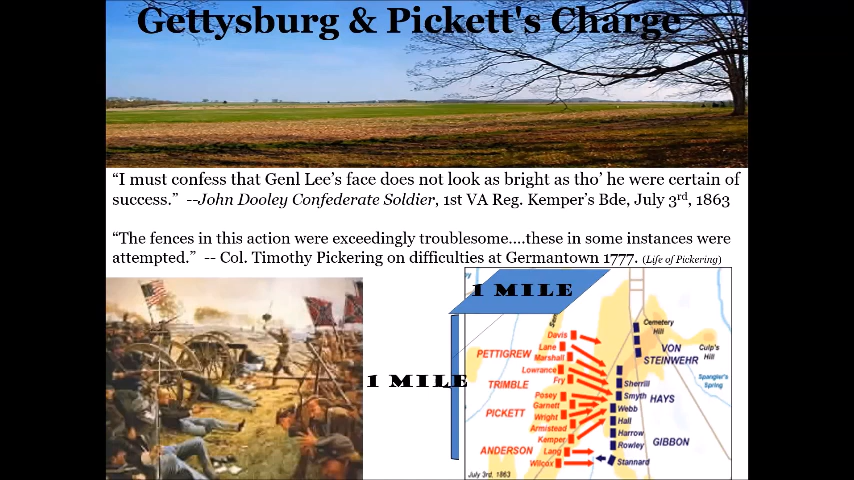 Gettysburg & Pickett's Charge
“I must confess that Genl Lee’s face does not look as bright as tho’ he were certain of
success.” --John Dooley Confederate Soldier, 1st VA Reg. Kemper’s Bde, July 3rd, 1863
“The fences in this action were exceedingly troublesome....these in some instances were
attempted.” -- Col. Timothy Pickering on difficulties at Germantown 1777. (Life of Pickering)
1 MILE
1 MILE
Cemetery
Hill
Culp's
Hill
VON
STEINWEHR
Spangler's
Spring
Davis
Lane
Marshall
PETTIGREW
Lowrance
Fry
TRIMBLE
Sherrill
Smyth
HAYS
Posey
Garnett
Webb
PICKETT
Wright
Hall
Armistead
Harrow
Kemper
Rowley
GIBBON
ANDERSON
Lang
Wilcox
Stannard
July 3rd, 1863